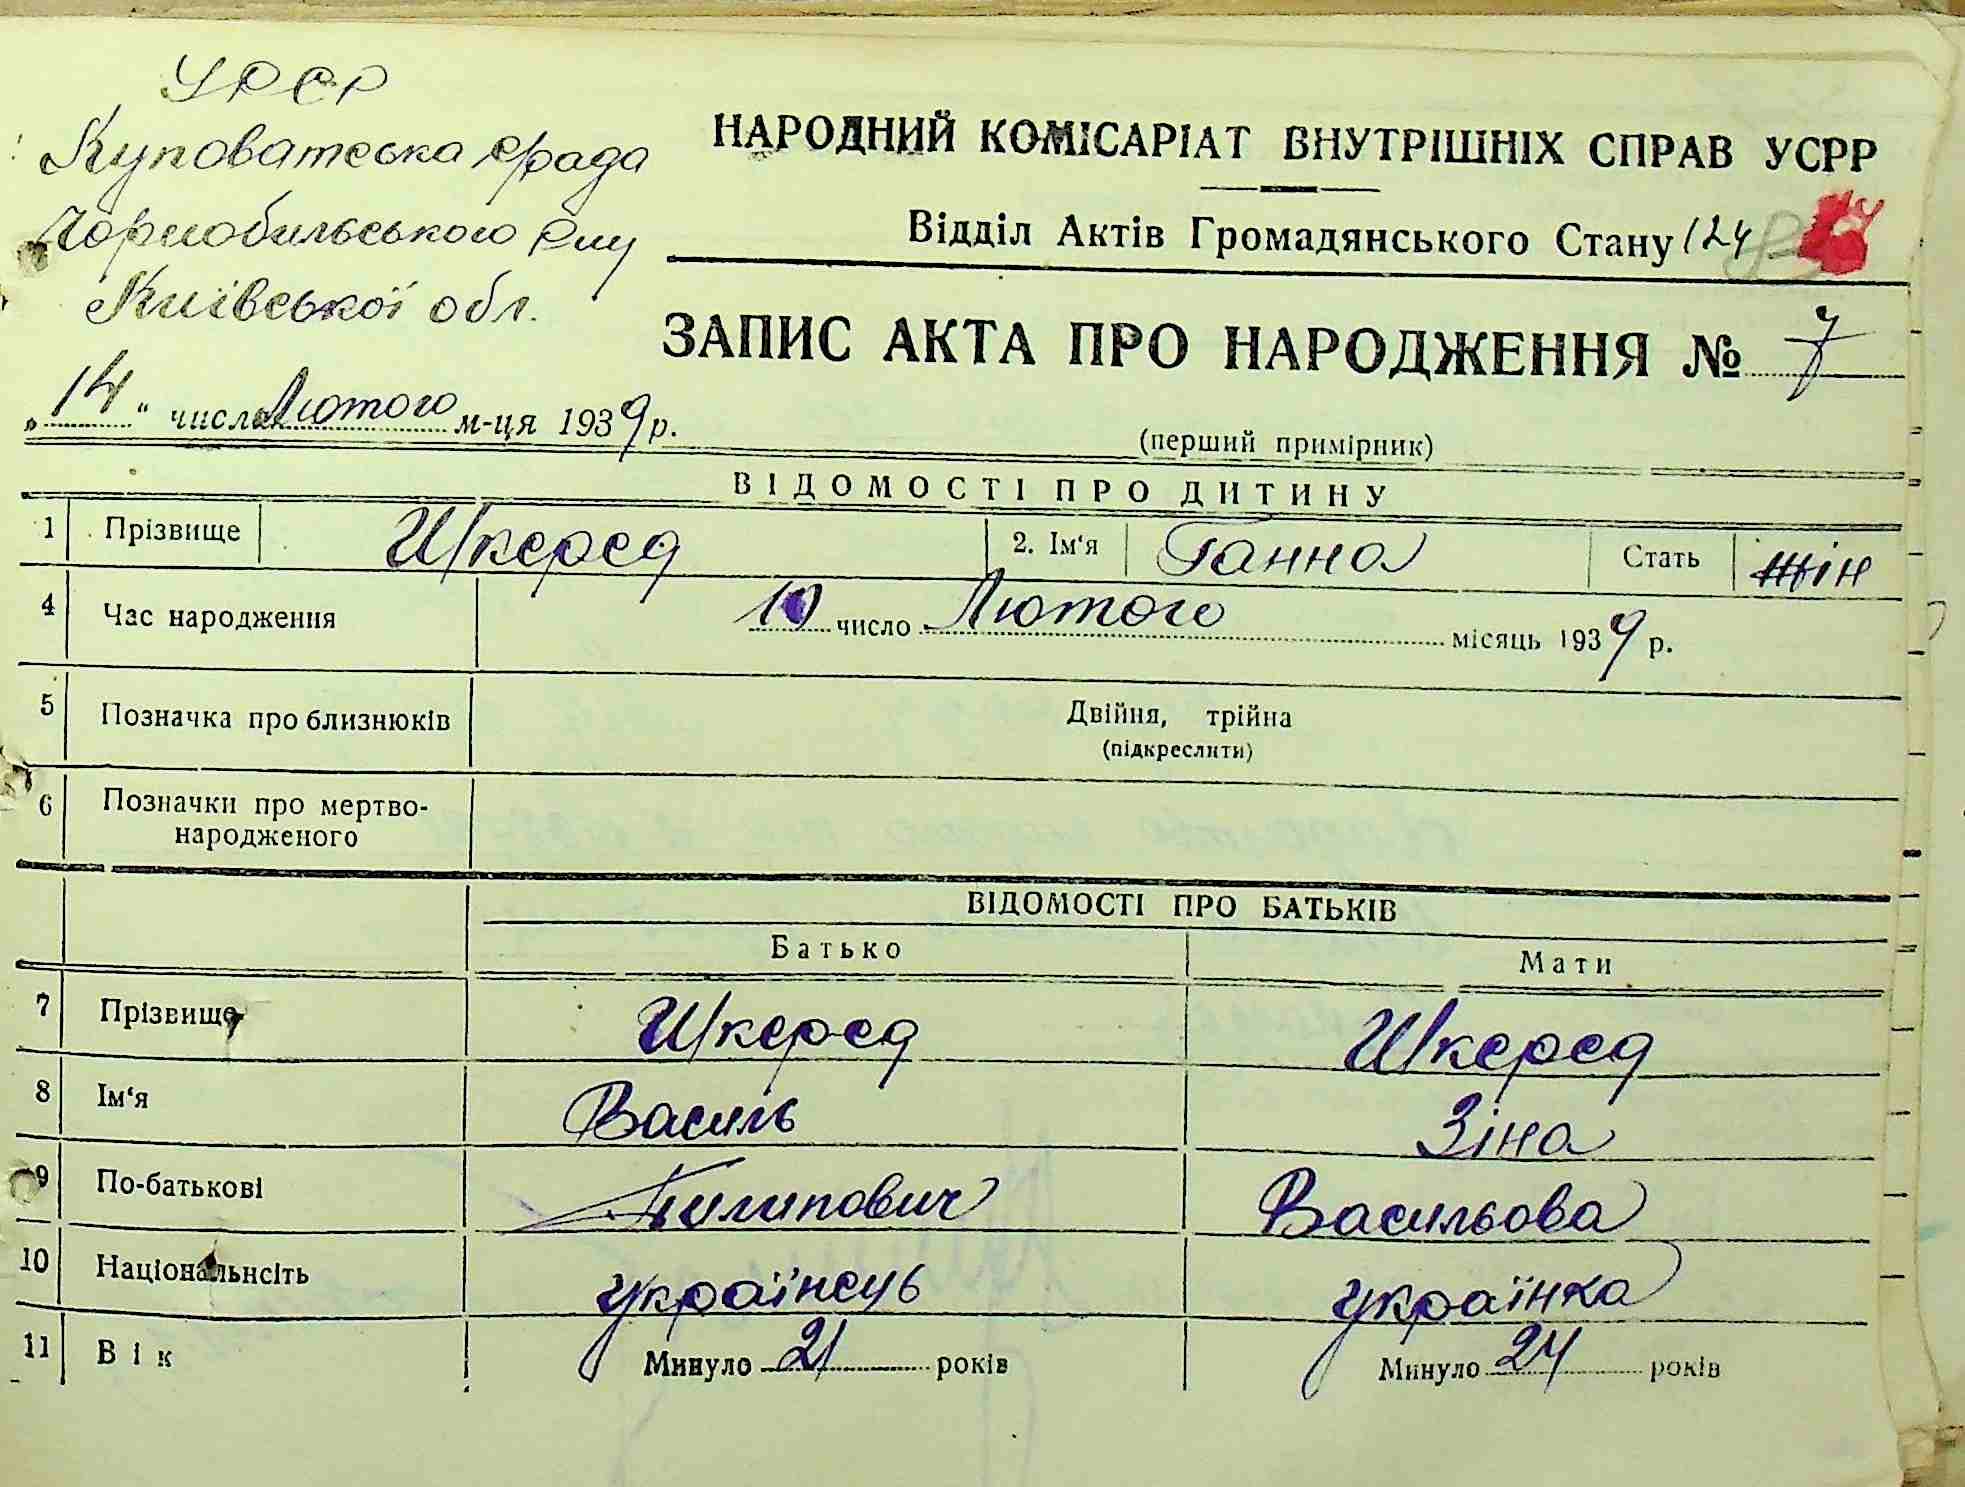 УРСР
Куповатська с/рада
НАРОДНИЙ КОМІСАРІАТ ВНУТРІШНІХ СПРАВ УСРР
Чорнобильського р-ну
Відділ Актів Громадянського Стану 124
Київської обл.
ЗАПИС АКТА ПРО НАРОДЖЕННЯ № 7
„14“ числа Лютого м-ця 1939 р.
(перший примірник)
ВІДОМОСТІ ПРО ДИТИНУ
1 Прізвище Шкеред 2. Ім'я Ганна Стать жін
4 Час народження 10 число Лютого місяць 1939 р.
5 Позначка про близнюків Двійня, трійна
(підкреслити)
6 Позначки про мертво-
народженого
ВІДОМОСТІ ПРО БАТЬКІВ
Батько Мати
7 Прізвище Шкеред Шкеред
8 Ім'я Василь Зіна
9 По-батькові Пилипович Васильова
10 Національнсіть українець українка
11 Вік Минуло 21 років Минуло 24 років